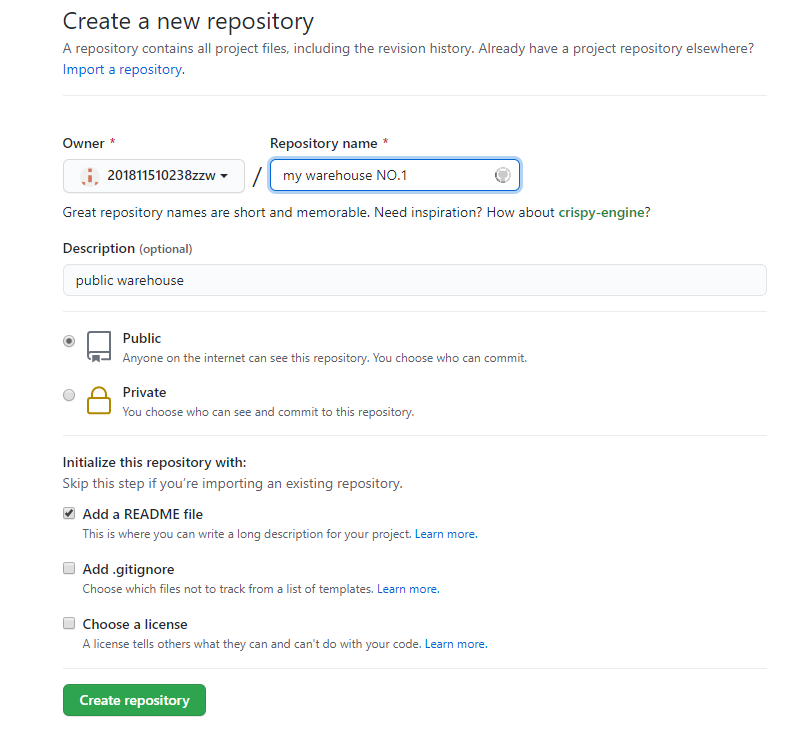 Create a new repository
A repository contains all project files, including the revision history. Already have a project repository elsewhere?
Import a repository.
Owner * Repository name *
201811510238zzw / my warehouse NO.1
Great repository names are short and memorable. Need inspiration? How about crispy-engine?
Description (optional)
public warehouse
Public
Anyone on the internet can see this repository. You choose who can commit.
Private
You choose who can see and commit to this repository.
Initialize this repository with:
Skip this step if you’re importing an existing repository.
Add a README file
This is where you can write a long description for your project. Learn more.
Add .gitignore
Choose which files not to track from a list of templates. Learn more.
Choose a license
A license tells others what they can and can't do with your code. Learn more.
Create repository